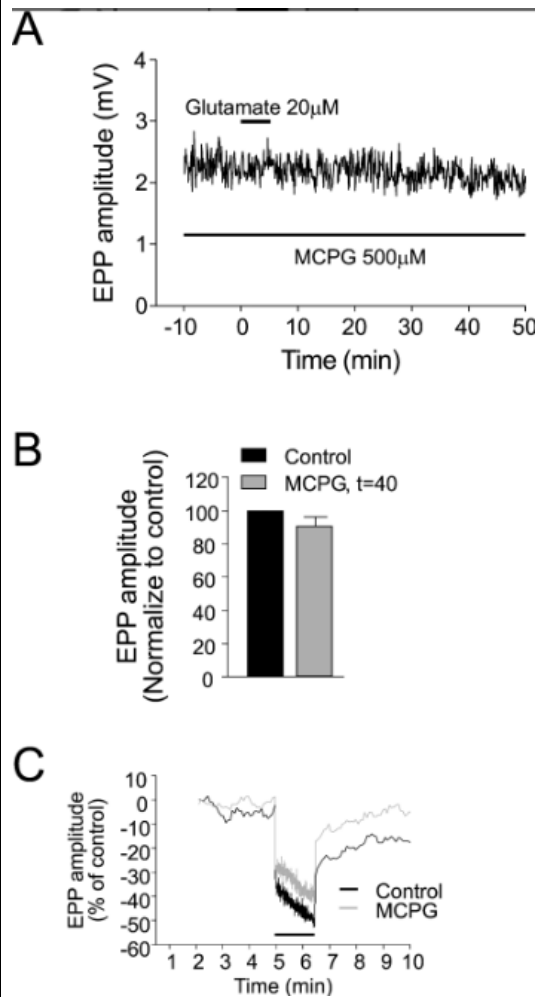 A
EPP amplitude (mV)
4
3
2
1
0
Glutamate 20μM
MCPG 500μM
-10 0 10 20 30 40 50
Time (min)
B
Control
MCPG, t=40
EPP amplitude
(Normalize to control)
120
100
80
60
40
20
0
C
EPP amplitude
(% of control)
10
0
-10
-20
-30
-40
-50
-60
Control
MCPG
1 2 3 4 5 6 7 8 9 10
Time (min)